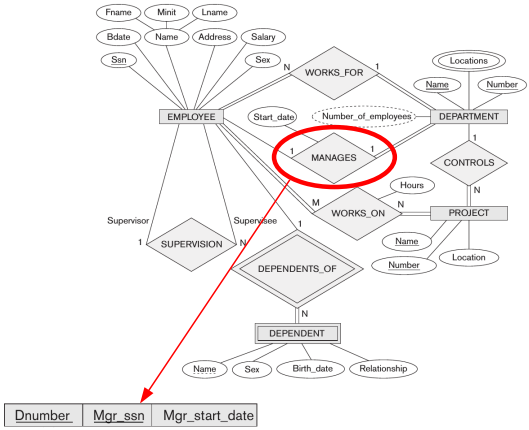 Fname Minit Lname
Bdate Name Address Salary
Ssn Sex
Locations
Name Number
N WORKS_FOR 1
Start_date Number_of_employees
EMPLOYEE DEPARTMENT
1 MANAGES 1
1
CONTROLS
N
Hours
M WORKS_ON N
PROJECT
Supervisor Supervisee 1
1 SUPERVISION N
Name
Number Location
DEPENDENTS_OF
N
DEPENDENT
Name Sex Birth_date Relationship
Dnumber Mgr_ssn Mgr_start_date